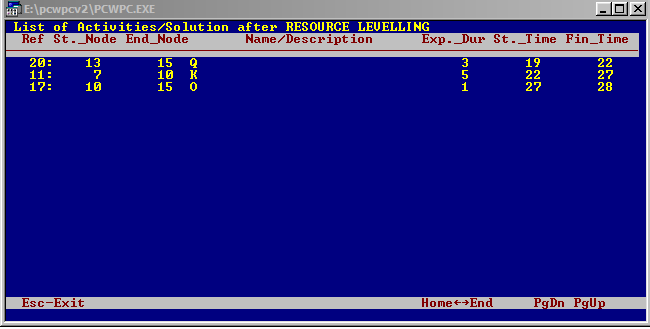 E:\pcwpcv2\PCWPC.EXE
List of Activities/Solution after RESOURCE LEVELLING
Ref St._Node End_Node Name/Description Exp._Dur St._Time Fin_Time
20: 13 15 Q 3 19 22
11: 7 10 K 5 22 27
17: 10 15 O 1 27 28
Esc-Exit Home↔End PgDn PgUp